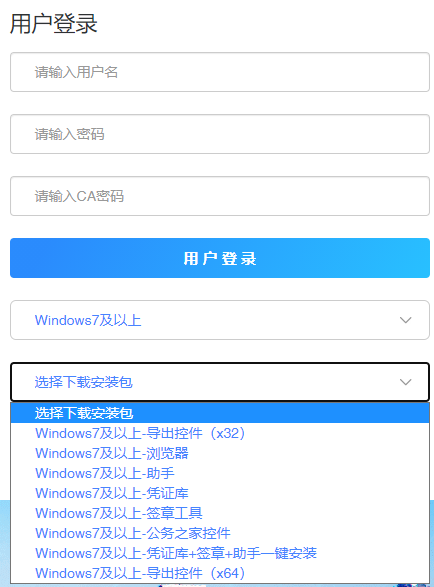 用户登录
请输入用户名
请输入密码
请输入CA密码
用户登录
Windows7及以上
选择下载安装包
选择下载安装包
Windows7及以上-导出控件（x32）
Windows7及以上-浏览器
Windows7及以上-助手
Windows7及以上-凭证库
Windows7及以上-签章工具
Windows7及以上-公务之家控件
Windows7及以上-凭证库+签章+助手一键安装
Windows7及以上-导出控件（x64）